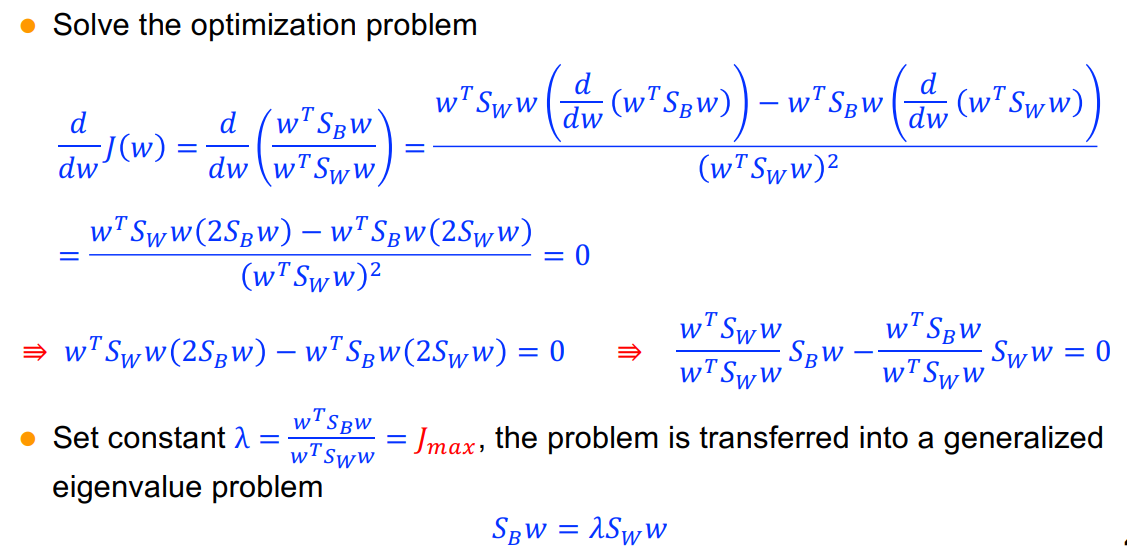 • Solve the optimization problem
$\frac{d}{dw}J(w) = \frac{d}{dw}\left(\frac{w^T S_B w}{w^T S_W w}\right) = \frac{w^T S_W w\left(\frac{d}{dw}(w^T S_B w)\right) - w^T S_B w\left(\frac{d}{dw}(w^T S_W w)\right)}{(w^T S_W w)^2}$
$= \frac{w^T S_W w(2S_B w) - w^T S_B w(2S_W w)}{(w^T S_W w)^2} = 0$
$⇛ w^T S_W w(2S_B w) - w^T S_B w(2S_W w) = 0 \quad ⇛ \quad \frac{w^T S_W w}{w^T S_W w} S_B w - \frac{w^T S_B w}{w^T S_W w} S_W w = 0$
• Set constant $\lambda = \frac{w^T S_B w}{w^T S_W w} = J_{max}$, the problem is transferred into a generalized
eigenvalue problem
$S_B w = \lambda S_W w$